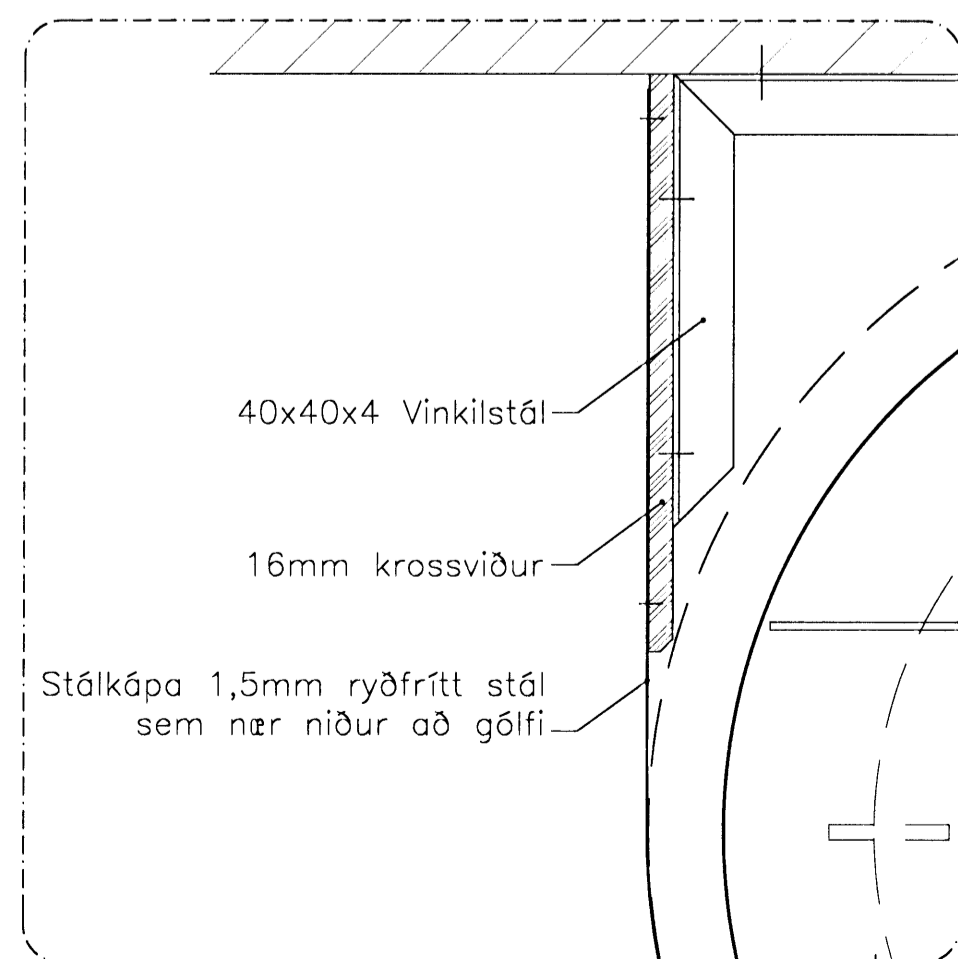 40x40x4 Vinkilstál
16mm krossviður
Stálkápa 1,5mm ryðfrítt stál
sem nær niður að gólfi